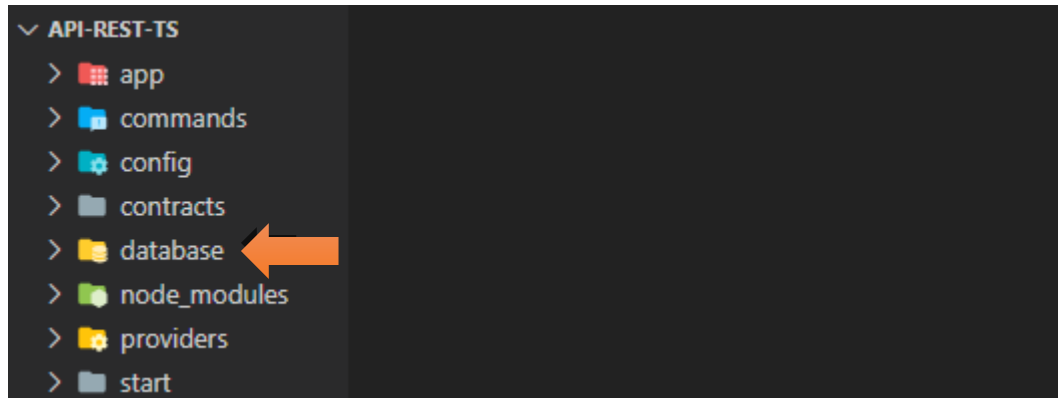 API-REST-TS
app
commands
config
contracts
database
node_modules
providers
start